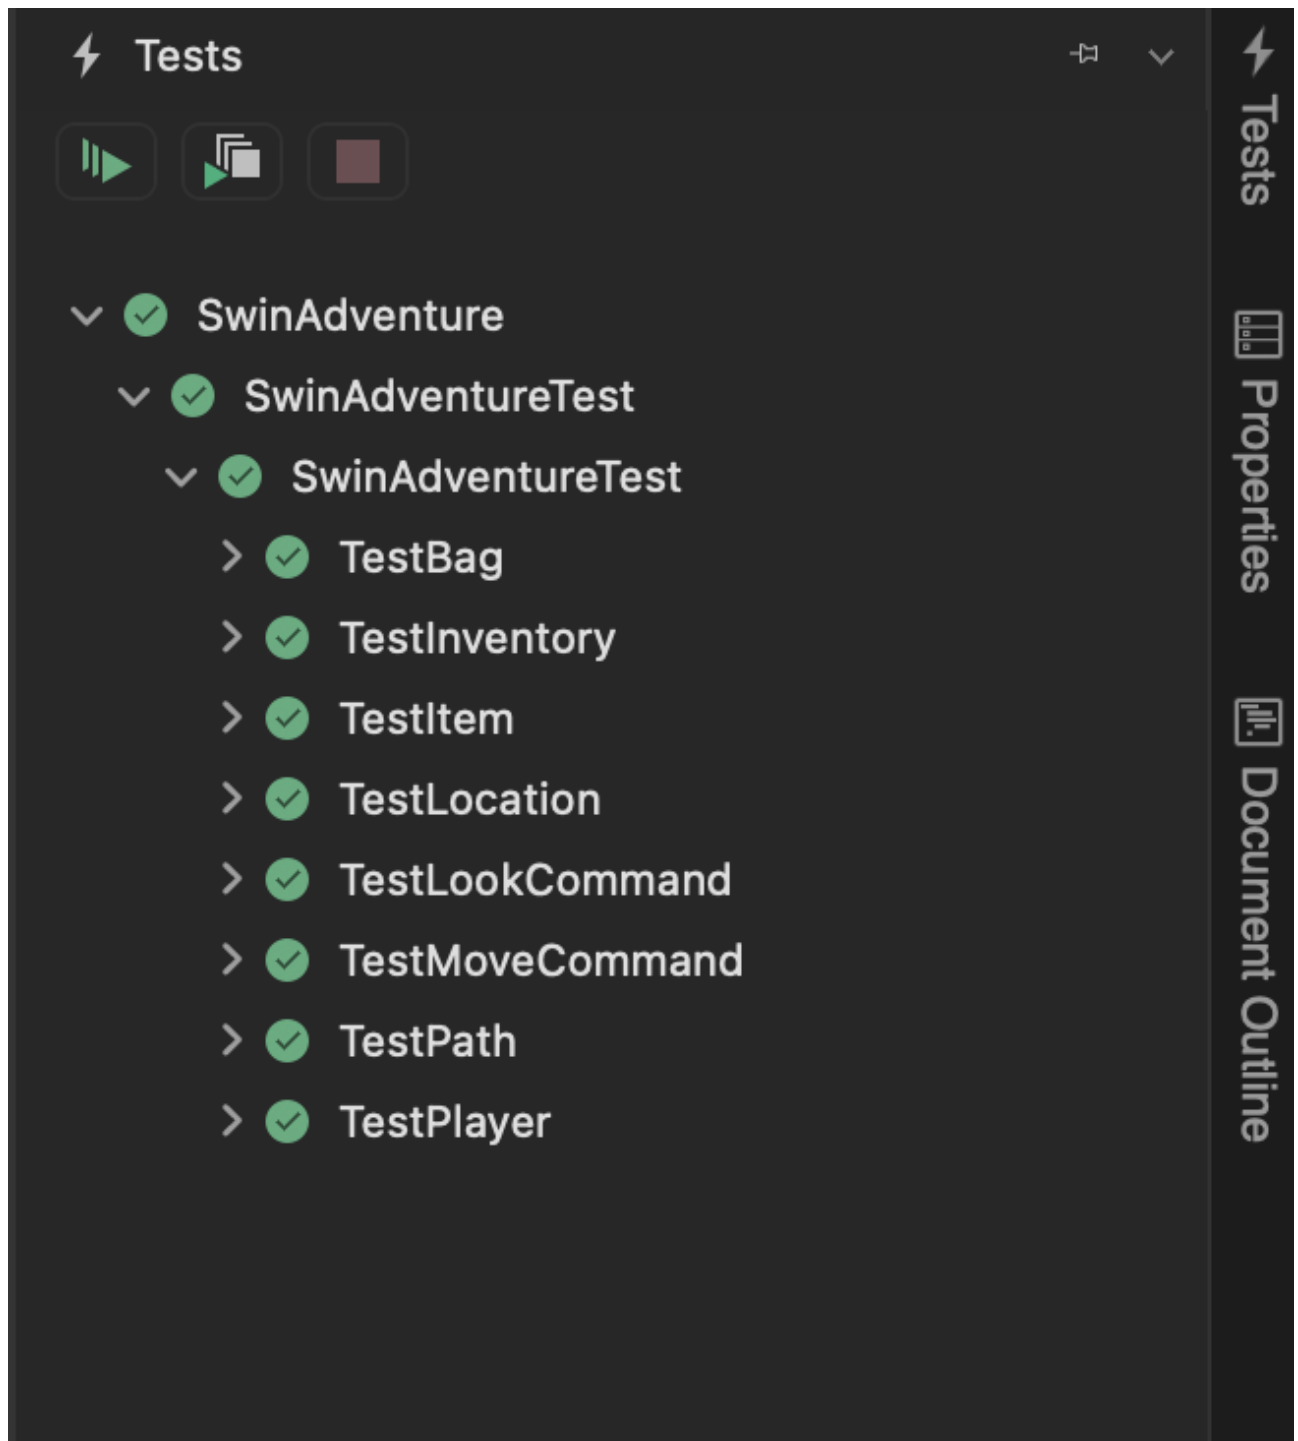 Tests
SwinAdventure
SwinAdventureTest
SwinAdventureTest
TestBag
TestInventory
TestItem
TestLocation
TestLookCommand
TestMoveCommand
TestPath
TestPlayer
Tests
Properties
Document Outline